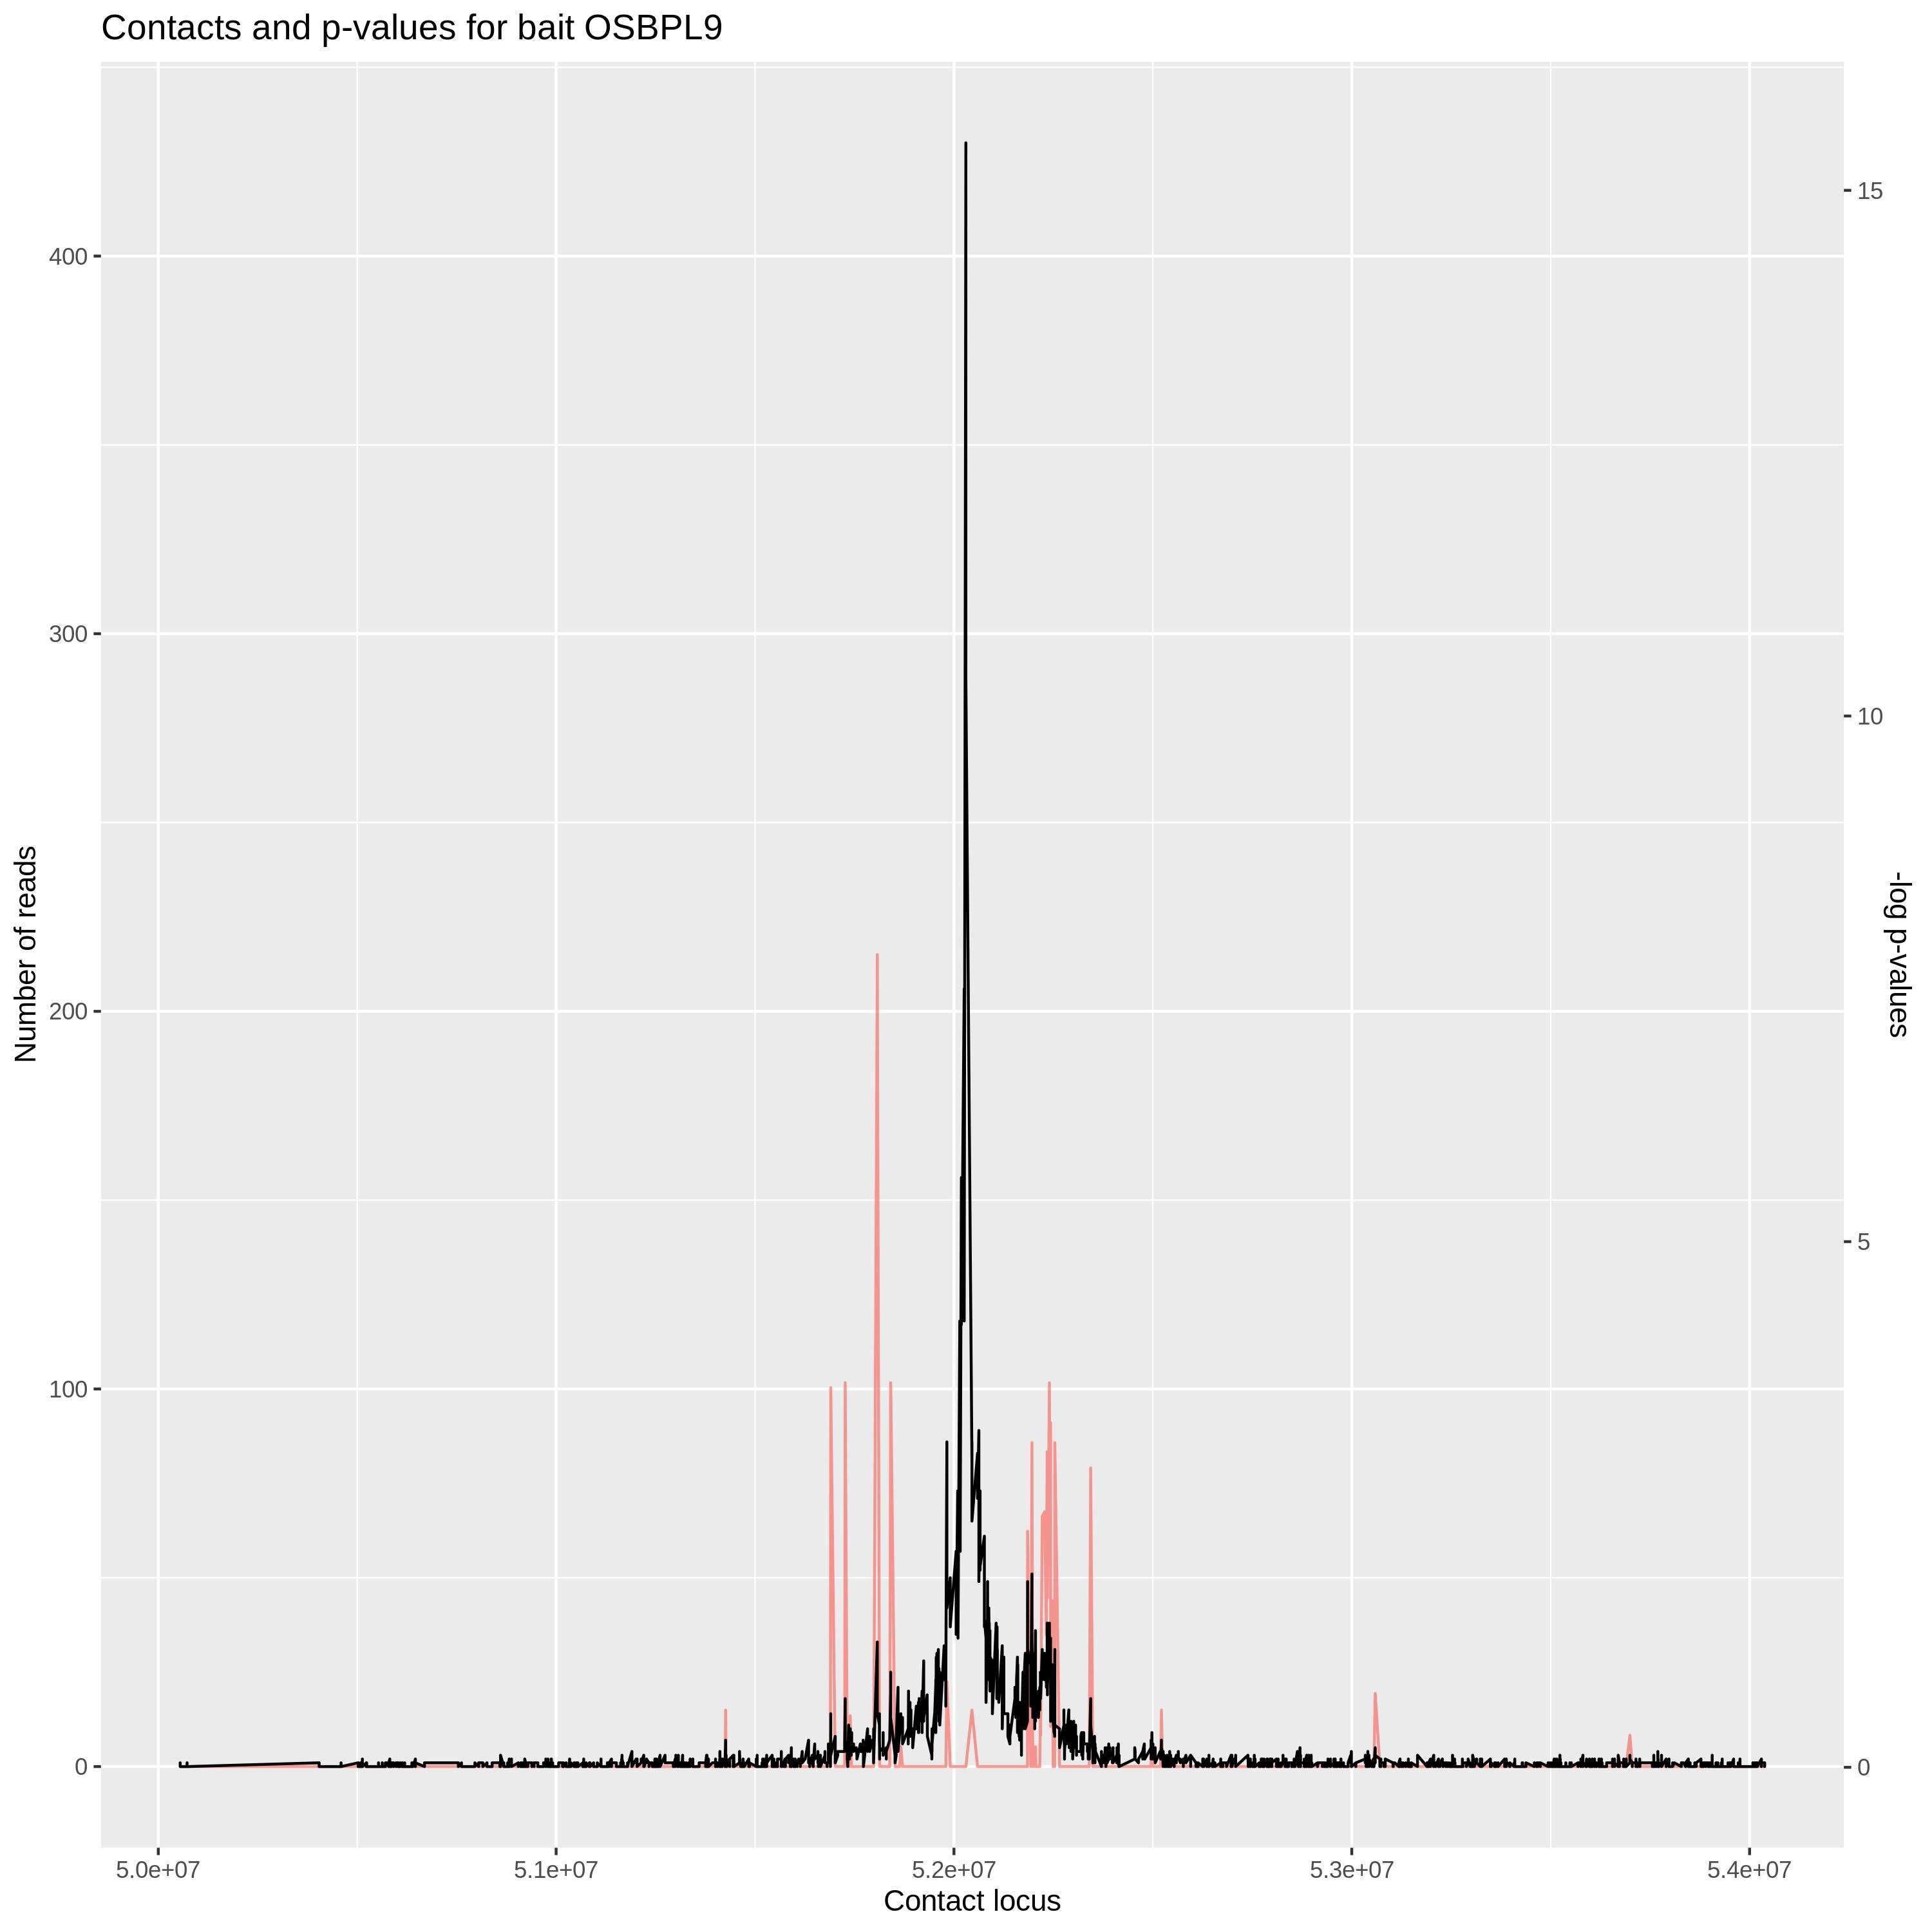 Contacts and p-values for bait OSBPL9
Number of reads
400
300
200
100
0
15
10
5
0
-log p-values
5.0e+07
5.1e+07
5.2e+07
5.3e+07
5.4e+07
Contact locus